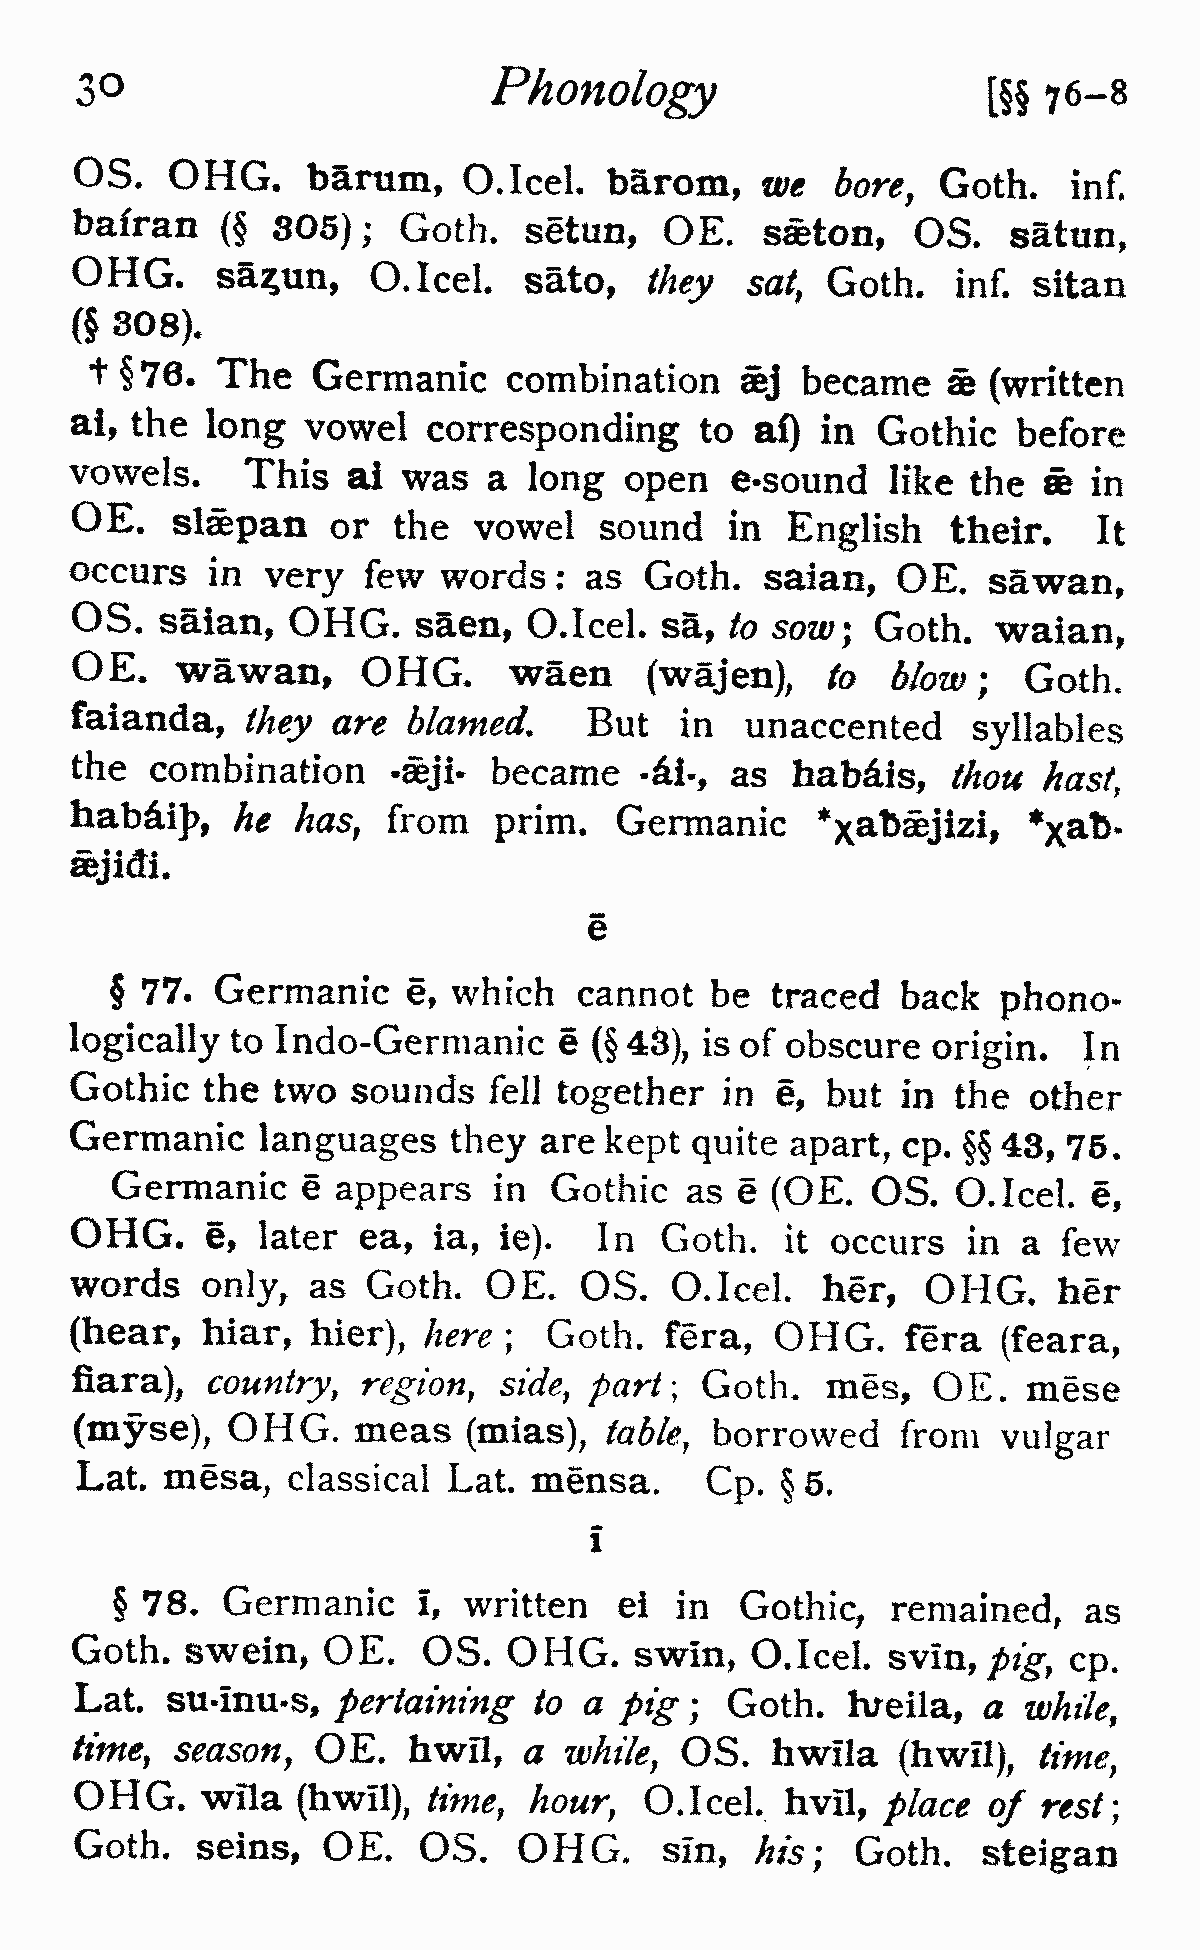 30 Phonology [§§ 76–8
OS. OHG. bārum, O.Icel. bārom, we bore, Goth. inf.
baíran (§ 305); Goth. sētun, OE. sǣton, OS. sātun,
OHG. sāʒun, O.Icel. sāto, they sat, Goth. inf. sitan
(§ 308).
† § 76. The Germanic combination ǣj became ǣ (written
ai, the long vowel corresponding to aí) in Gothic before
vowels. This ai was a long open e-sound like the ǣ in
OE. slǣpan or the vowel sound in English their. It
occurs in very few words: as Goth. saian, OE. sāwan,
OS. sāian, OHG. sāen, O.Icel. sā, to sow; Goth. waian,
OE. wāwan, OHG. wāen (wājen), to blow; Goth.
faianda, they are blamed. But in unaccented syllables
the combination -ǣji- became -ái-, as habáis, thou hast,
habáiþ, he has, from prim. Germanic *χaƀǣjizi, *χaƀ-
ǣjiđi.
ē
§ 77. Germanic ē, which cannot be traced back phono-
logically to Indo-Germanic ē (§ 43), is of obscure origin. In
Gothic the two sounds fell together in ē, but in the other
Germanic languages they are kept quite apart, cp. §§ 43, 75.
Germanic ē appears in Gothic as ē (OE. OS. O.Icel. ē,
OHG. ē, later ea, ia, ie). In Goth. it occurs in a few
words only, as Goth. OE. OS. O.Icel. hēr, OHG. hēr
(hear, hiar, hier), here; Goth. fēra, OHG. fēra (feara,
fiara), country, region, side, part; Goth. mēs, OE. mēse
(mȳse), OHG. meas (mias), table, borrowed from vulgar
Lat. mēsa, classical Lat. mēnsa. Cp. § 5.
ī
§ 78. Germanic ī, written ei in Gothic, remained, as
Goth. swein, OE. OS. OHG. swīn, O.Icel. svīn, pig, cp.
Lat. su-īnu-s, pertaining to a pig; Goth. ƕeila, a while,
time, season, OE. hwīl, a while, OS. hwīla (hwīl), time,
OHG. wīla (hwīl), time, hour, O.Icel. hvīl, place of rest;
Goth. seins, OE. OS. OHG. sīn, his; Goth. steigan